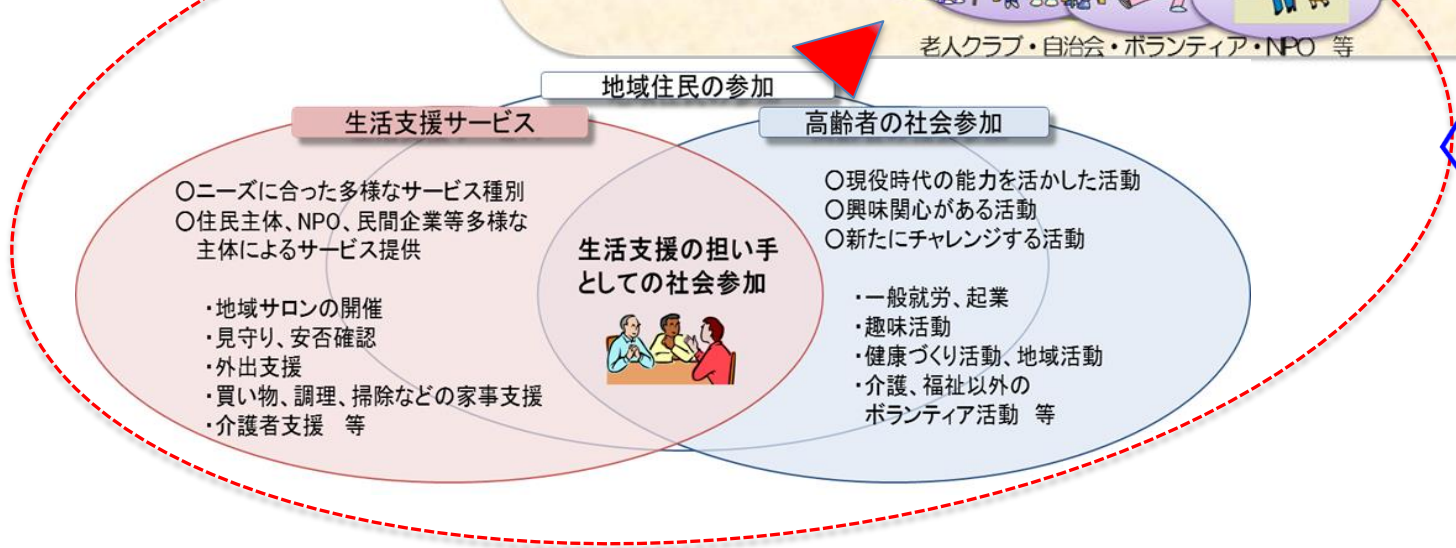 老人クラブ・自治会・ボランティア・NPO 等
地域住民の参加
生活支援サービス
○ニーズに合った多様なサービス種別
○住民主体、NPO、民間企業等多様な
主体によるサービス提供
・地域サロンの開催
・見守り、安否確認
・外出支援
・買い物、調理、掃除などの家事支援
・介護者支援 等
生活支援の担い手
としての社会参加
高齢者の社会参加
○現役時代の能力を活かした活動
○興味関心がある活動
○新たにチャレンジする活動
・一般就労、起業
・趣味活動
・健康づくり活動、地域活動
・介護、福祉以外の
ボランティア活動 等